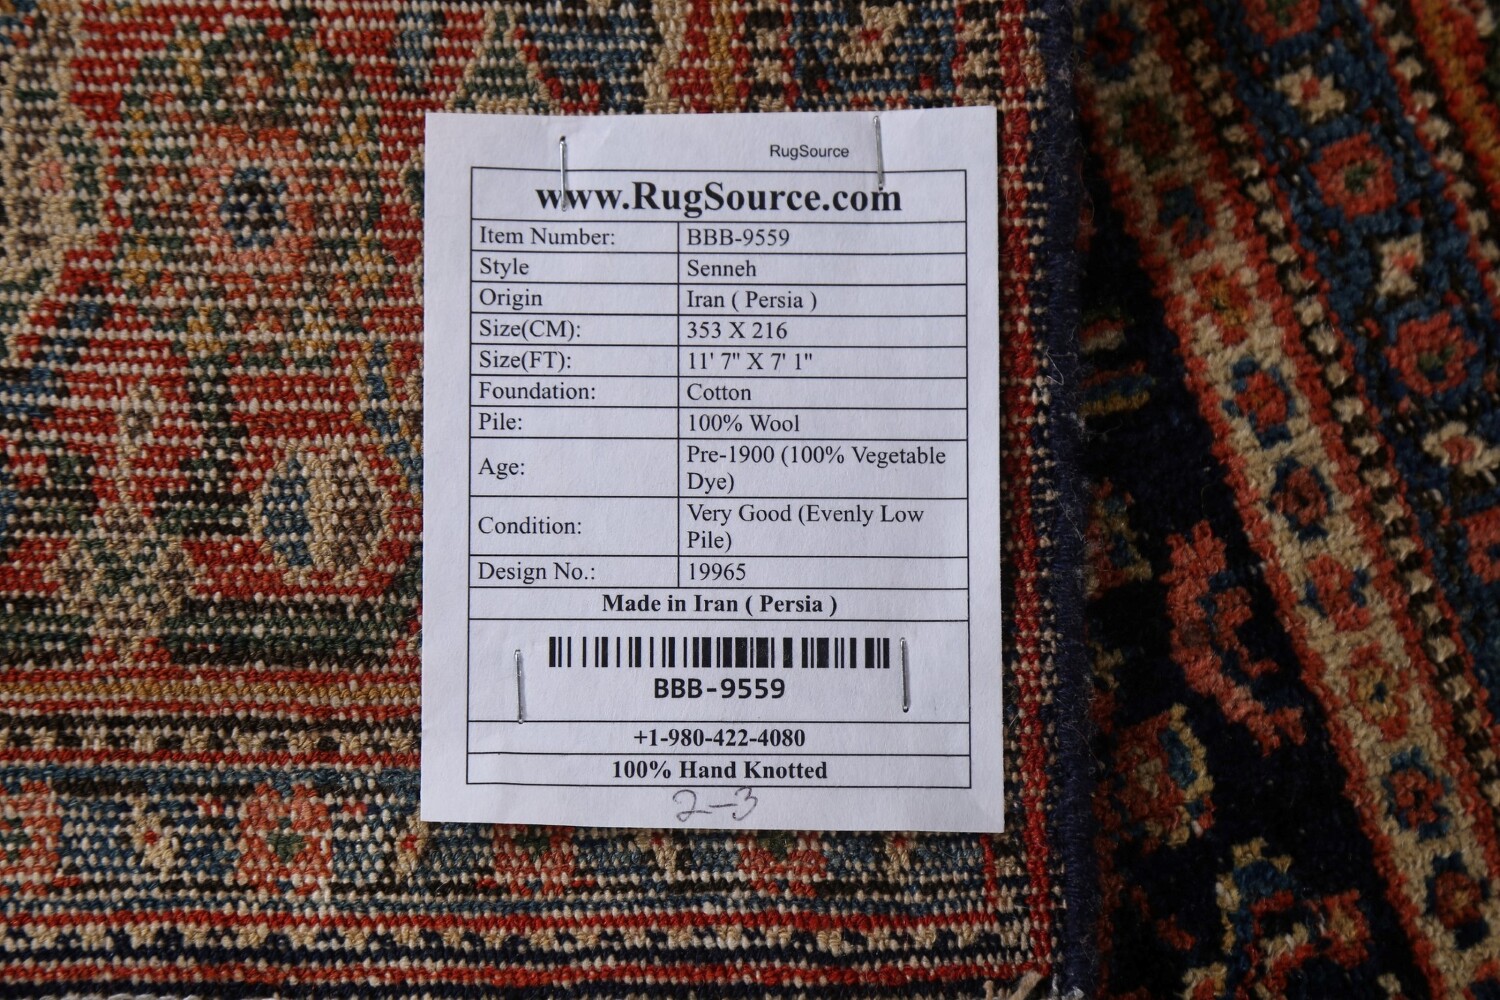 RugSource
www.RugSource.com
Item Number: BBB-9559
Style Senneh
Origin Iran ( Persia )
Size(CM): 353 X 216
Size(FT): 11' 7" X 7' 1"
Foundation: Cotton
Pile: 100% Wool
Age: Pre-1900 (100% Vegetable
Dye)
Condition: Very Good (Evenly Low
Pile)
Design No.: 19965
Made in Iran ( Persia )
BBB-9559
+1-980-422-4080
100% Hand Knotted
2-3